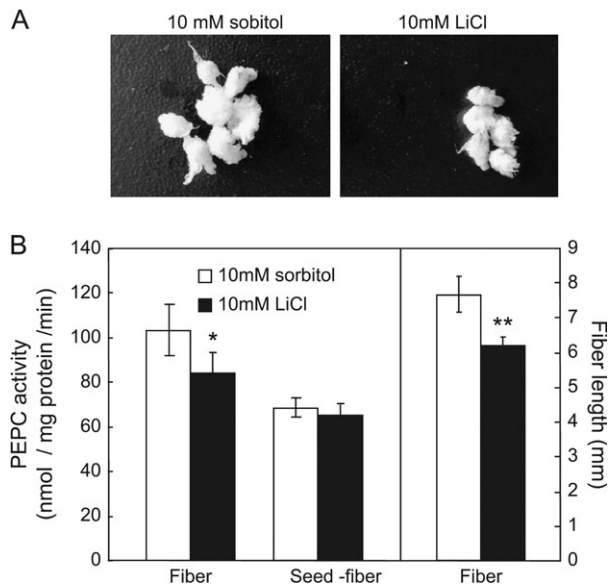 A
10 mM sobitol
10mM LiCl
B
PEPC activity
(nmol / mg protein /min)
140
120
100
80
60
40
20
0
10mM sorbitol
10mM LiCl
*
**
9
8
7
6
5
4
3
2
1
0
Fiber length (mm)
Fiber
Seed -fiber
Fiber